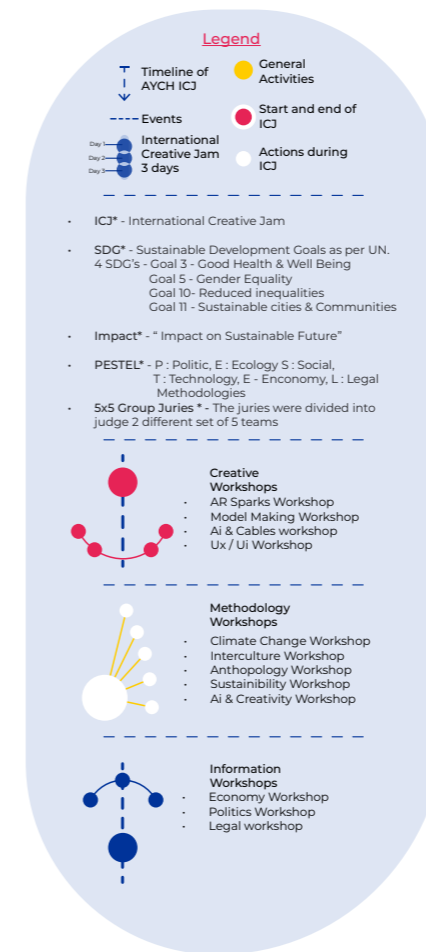 Legend
Timeline of
AYCH ICJ
General
Activities
Events
Start and end of
ICJ
Day 1
Day 2
Day 3
International
Creative Jam
3 days
Actions during
ICJ
• ICJ* - International Creative Jam
• SDG* - Sustainable Development Goals as per UN.
4 SDG's - Goal 3 - Good Health & Well Being
Goal 5 - Gender Equality
Goal 10- Reduced inequalities
Goal 11 - Sustainable cities & Communities
• Impact* - “ Impact on Sustainable Future”
• PESTEL* - P : Politic, E : Ecology S : Social,
T : Technology, E - Enconomy, L : Legal
Methodologies
• 5x5 Group Juries * - The juries were divided into
judge 2 different set of 5 teams
Creative
Workshops
• AR Sparks Workshop
• Model Making Workshop
• Ai & Cables workshop
• Ux / Ui Workshop
Methodology
Workshops
• Climate Change Workshop
• Interculture Workshop
• Anthopology Workshop
• Sustainibility Workshop
• Ai & Creativity Workshop
Information
Workshops
• Economy Workshop
• Politics Workshop
• Legal workshop